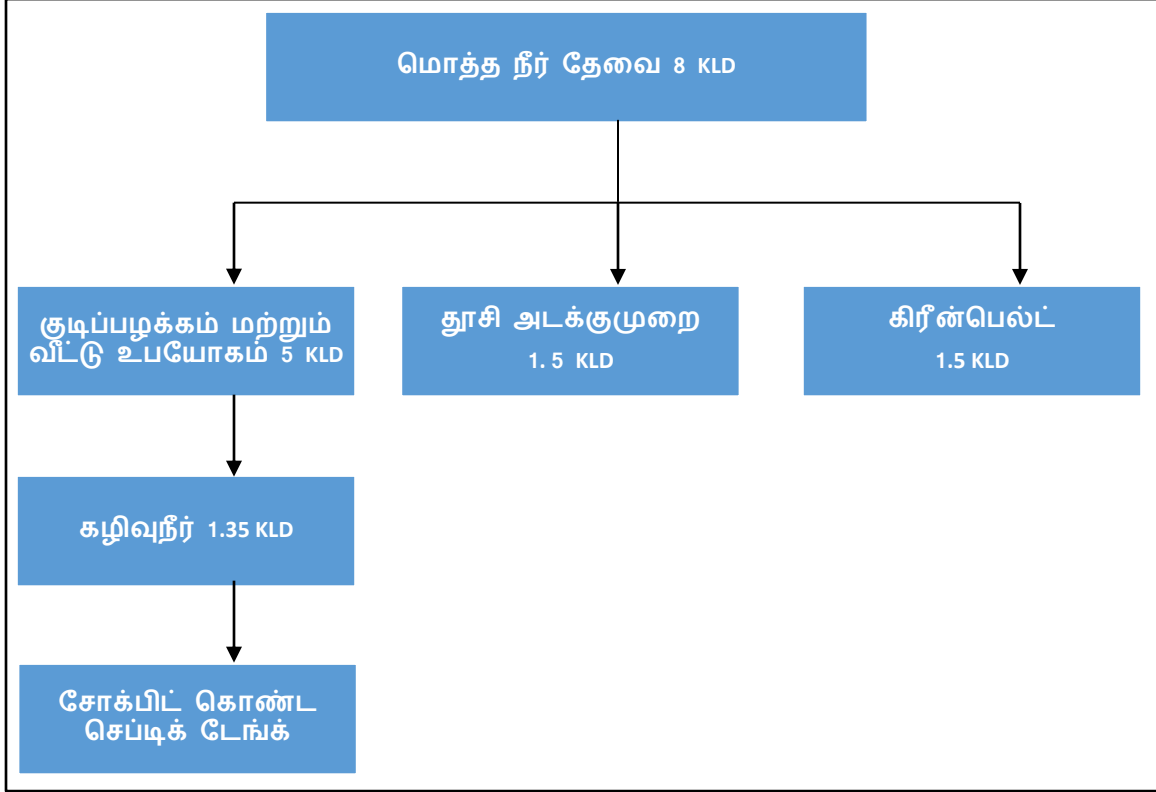 மொத்த நீர் தேவை 8 KLD
குடிப்பழக்கம் மற்றும்
வீட்டு உபயோகம் 5 KLD
தூசி அடக்குமுறை
1. 5 KLD
கிரீன்பெல்ட்
1.5 KLD
கழிவுநீர் 1.35 KLD
சோக்பிட் கொண்ட
செப்டிக் டேங்க்